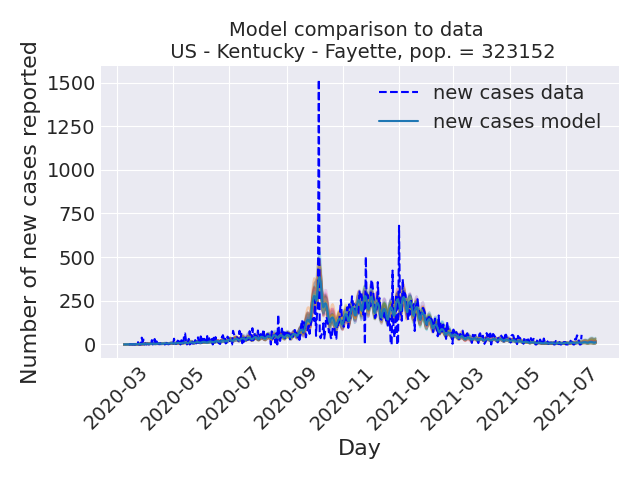 Model comparison to data
US - Kentucky - Fayette, pop. = 323152
Number of new cases reported
1500
1250
1000
750
500
250
0
new cases data
new cases model
2020-03
2020-05
2020-07
2020-09
2020-11
2021-01
2021-03
2021-05
2021-07
Day